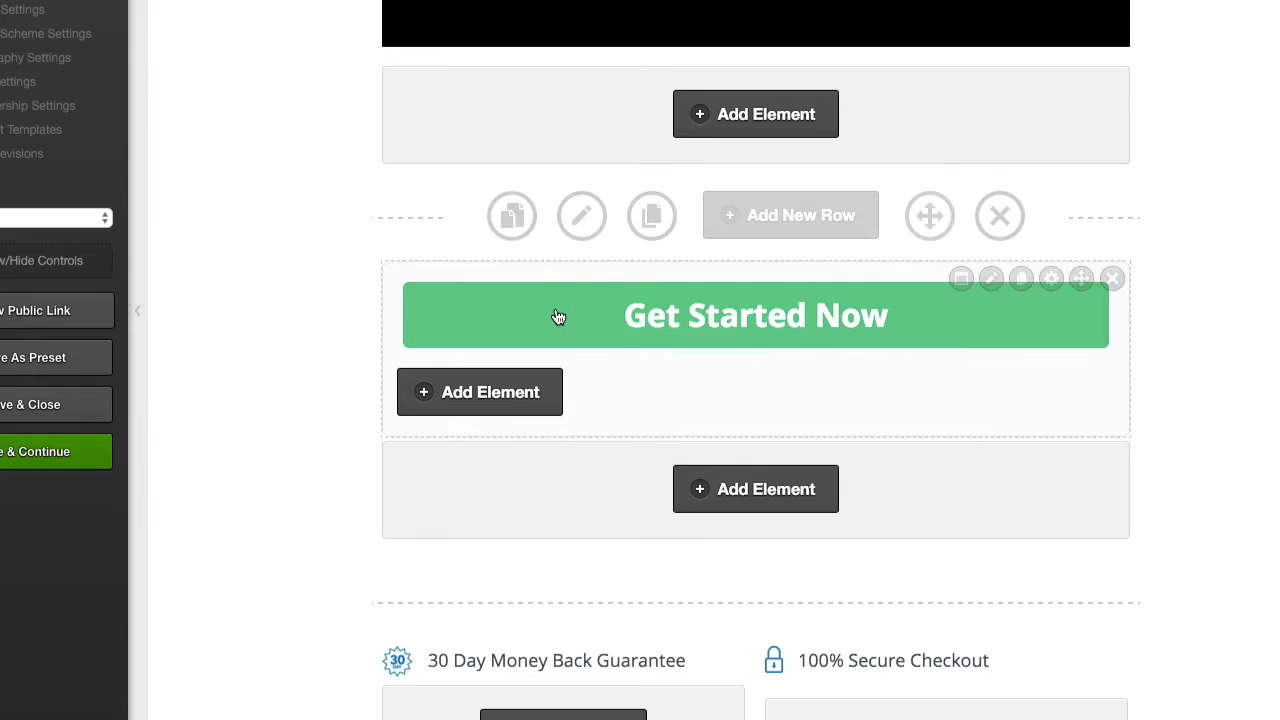 Settings
Scheme Settings
aphy Settings
ettings
ership Settings
t Templates
evisions
w/Hide Controls
w Public Link
ve As Preset
ve & Close
e & Continue
Add Element
Add New Row
Get Started Now
Add Element
Add Element
30
30 Day Money Back Guarantee
100% Secure Checkout